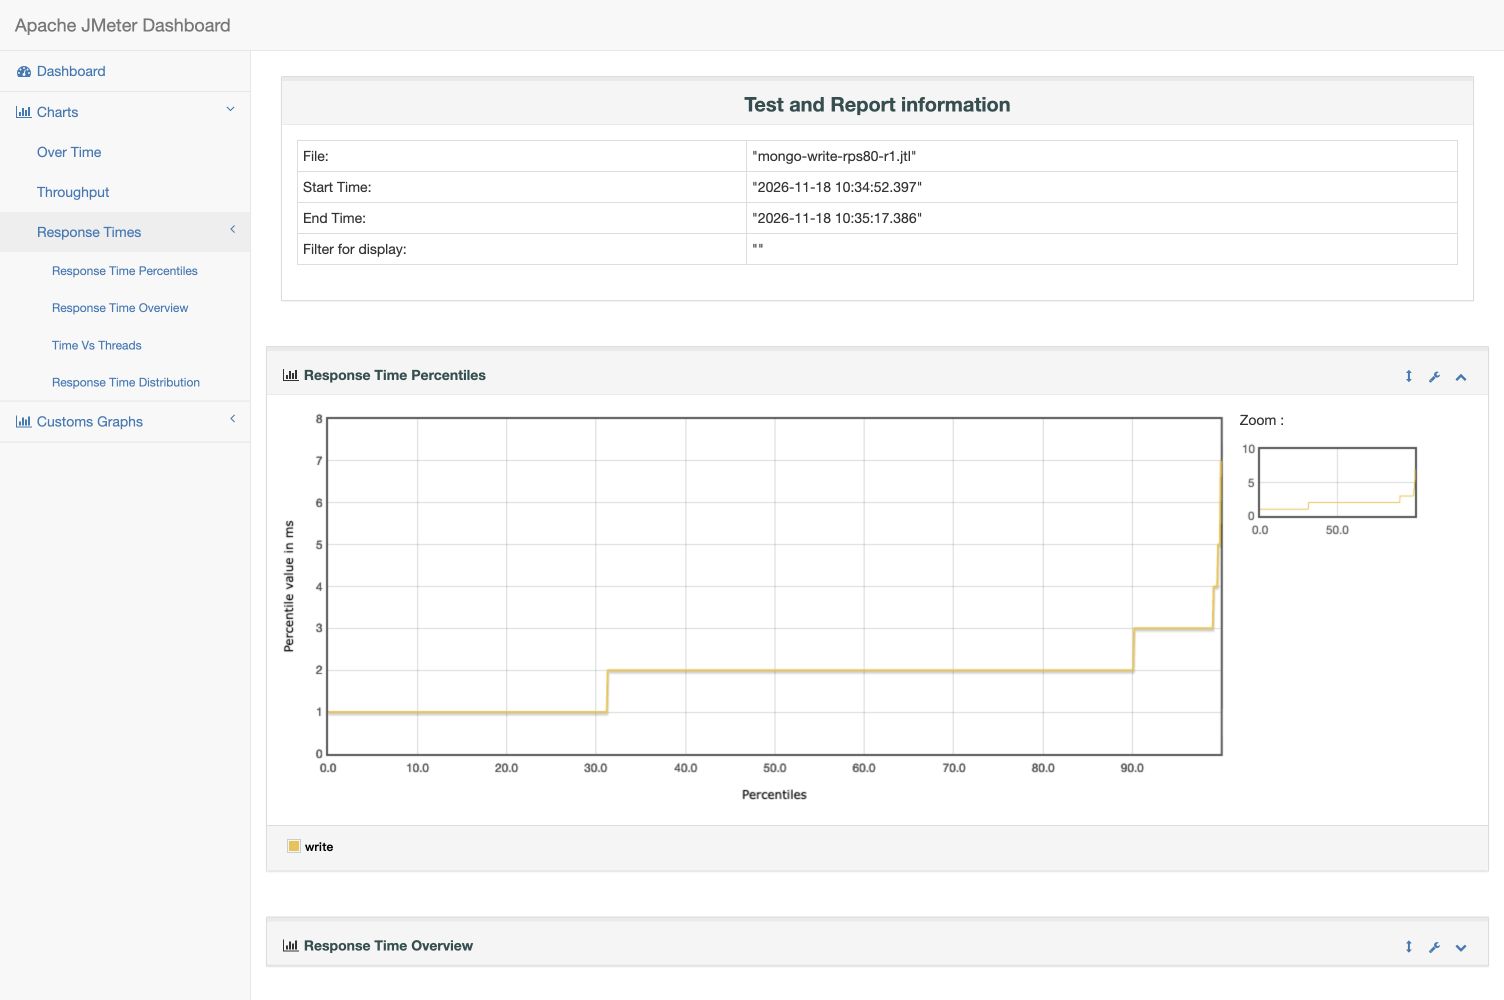 Apache JMeter Dashboard
Dashboard
Charts
Over Time
Throughput
Response Times
Response Time Percentiles
Response Time Overview
Time Vs Threads
Response Time Distribution
Customs Graphs
Test and Report information
File: "mongo-write-rps80-r1.jtl"
Start Time: "2026-11-18 10:34:52.397"
End Time: "2026-11-18 10:35:17.386"
Filter for display: ""
Response Time Percentiles
8
7
6
5
4
3
2
1
0
Percentile value in ms
0.0 10.0 20.0 30.0 40.0 50.0 60.0 70.0 80.0 90.0
Percentiles
Zoom :
10
5
0
0.0 50.0
write
Response Time Overview